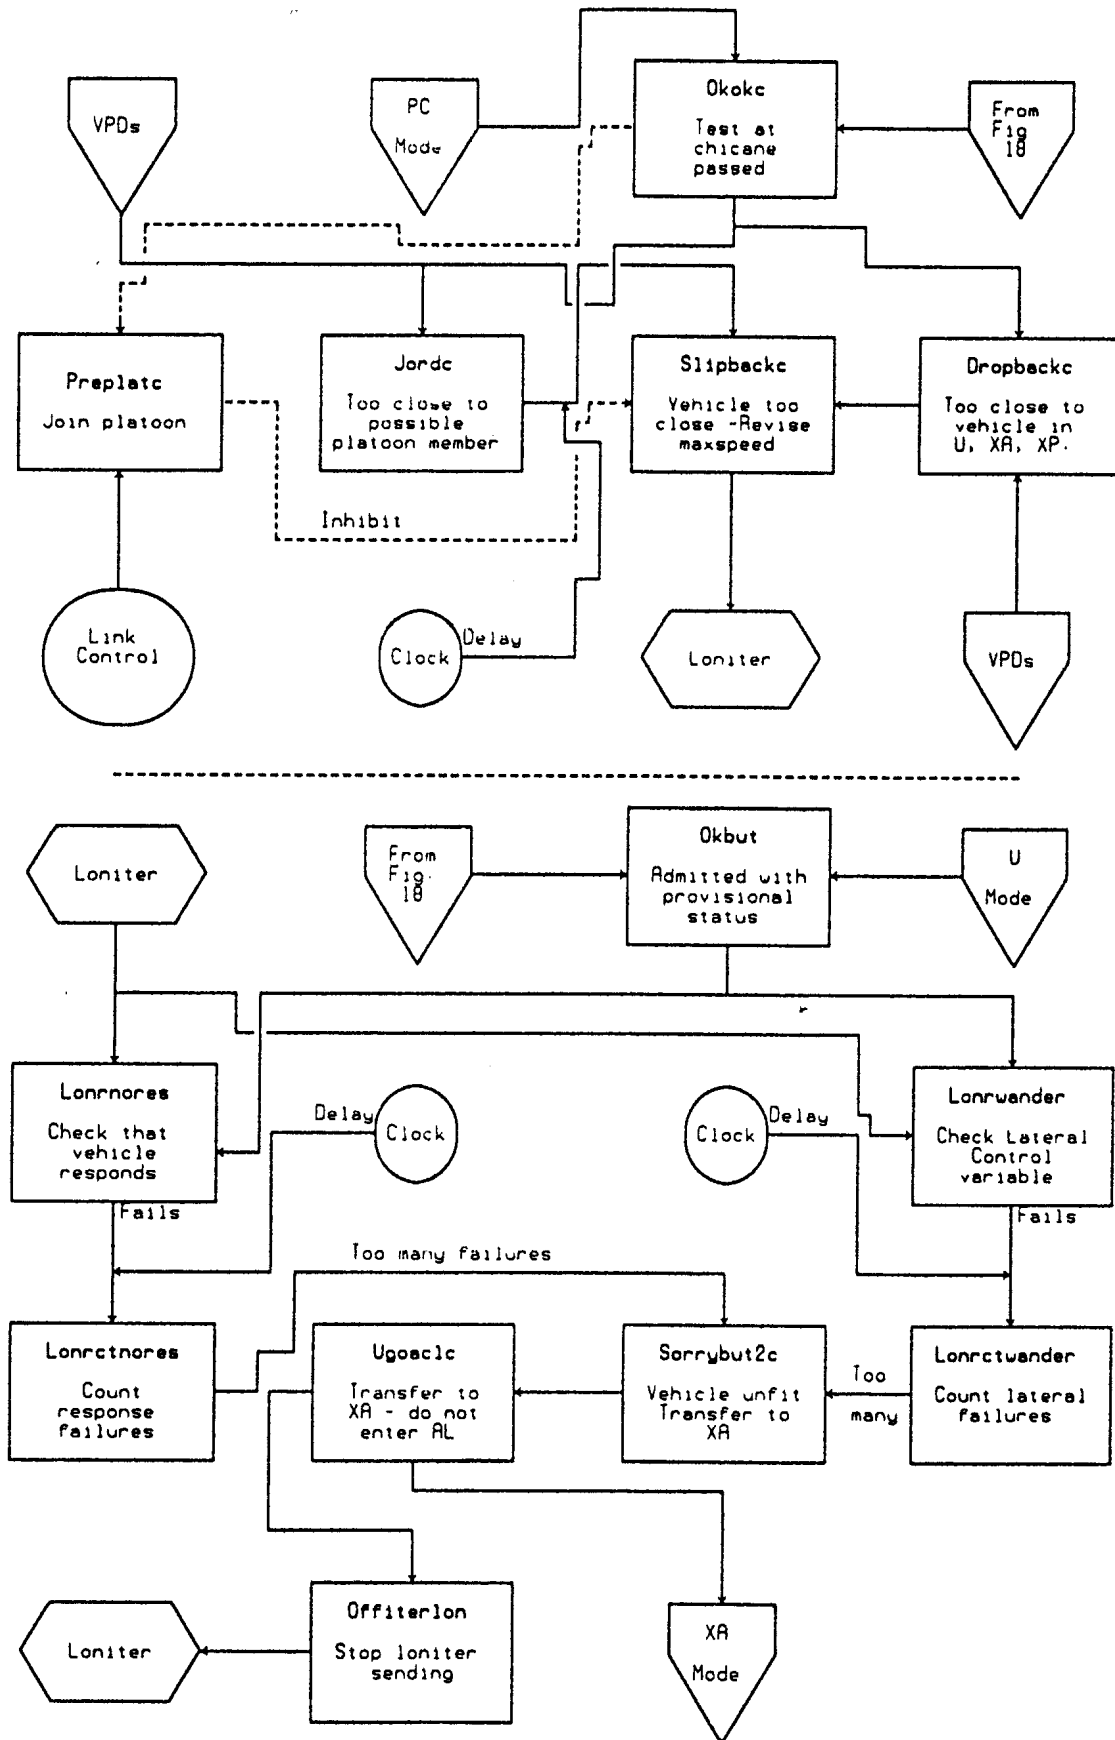 VPDs
PC
Mode
Okokc
Test at
chicane
passed
From
Fig
18
Preplatc
Join platoon
Jordc
Too close to
possible
platoon member
Slipbackc
Vehicle too
close -Revise
maxspeed
Dropbackc
Too close to
vehicle in
U, XA, XP.
Inhibit
Link
Control
Clock
Delay
Loniter
VPDs
Loniter
From
Fig.
18
Okbut
Admitted with
provisional
status
U
Mode
Lonrnores
Check that
vehicle
responds
Delay
Clock
Clock
Delay
Lonrwander
Check Lateral
Control
variable
Fails
Fails
Too many failures
Lonrctnores
Count
response
failures
Ugoaclc
Transfer to
XA - do not
enter AL
Sorrybut2c
Vehicle unfit
Transfer to
XA
Too
many
Lonrctwander
Count lateral
failures
Loniter
Offiterlon
Stop loniter
sending
XA
Mode